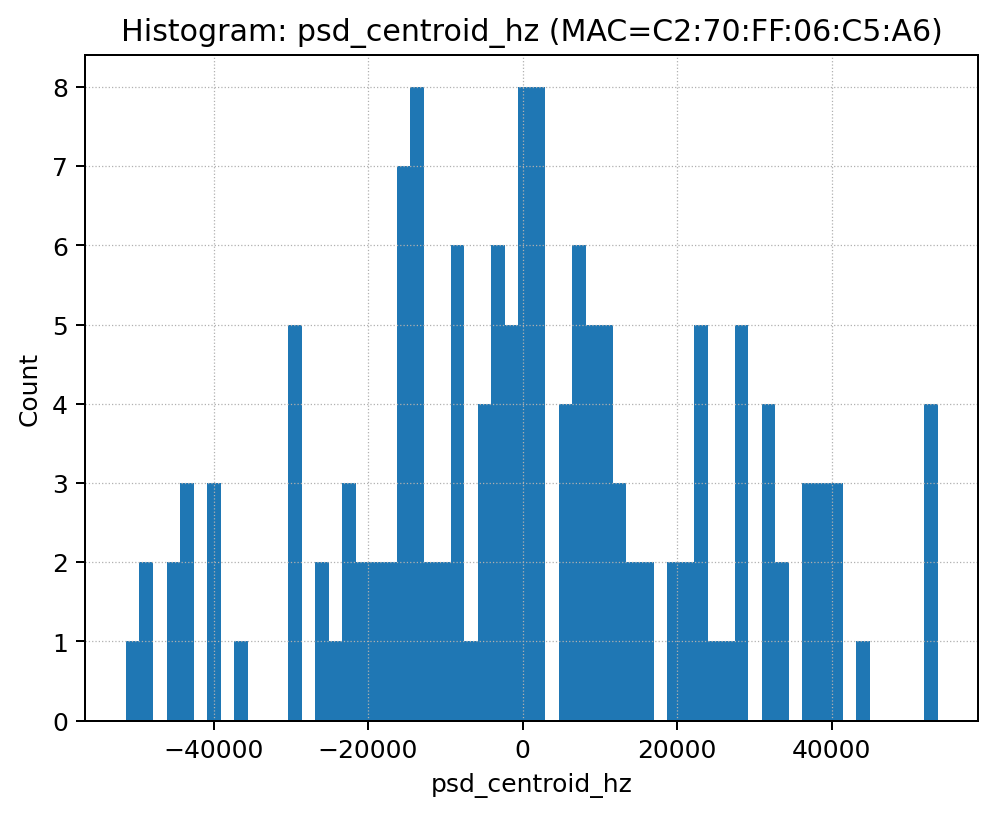 Histogram: psd_centroid_hz (MAC=C2:70:FF:06:C5:A6)
8
7
6
5
4
3
2
1
0
Count
−40000 −20000 0 20000 40000
psd_centroid_hz